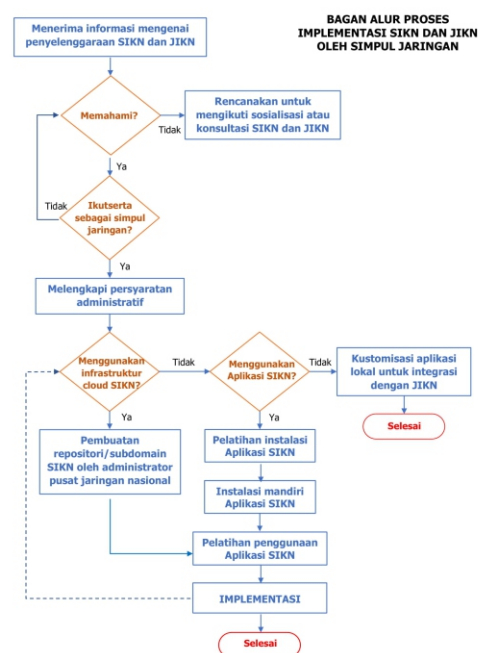 BAGAN ALUR PROSES
IMPLEMENTASI SIKN DAN JIKN
OLEH SIMPUL JARINGAN
Menerima informasi mengenai
penyelenggaraan SIKN dan JIKN
Memahami?
Tidak
Rencanakan untuk
mengikuti sosialisasi atau
konsultasi SIKN dan JIKN
Ya
Tidak
Ikutserta
sebagai simpul
jaringan?
Ya
Melengkapi persyaratan
administratif
Menggunakan
infrastruktur
cloud SIKN?
Tidak
Menggunakan
Aplikasi SIKN?
Tidak
Kustomisasi aplikasi
lokal untuk integrasi
dengan JIKN
Selesai
Ya
Ya
Pembuatan
repositori/subdomain
SIKN oleh administrator
pusat jaringan nasional
Pelatihan instalasi
Aplikasi SIKN
Instalasi mandiri
Aplikasi SIKN
Pelatihan penggunaan
Aplikasi SIKN
IMPLEMENTASI
Selesai